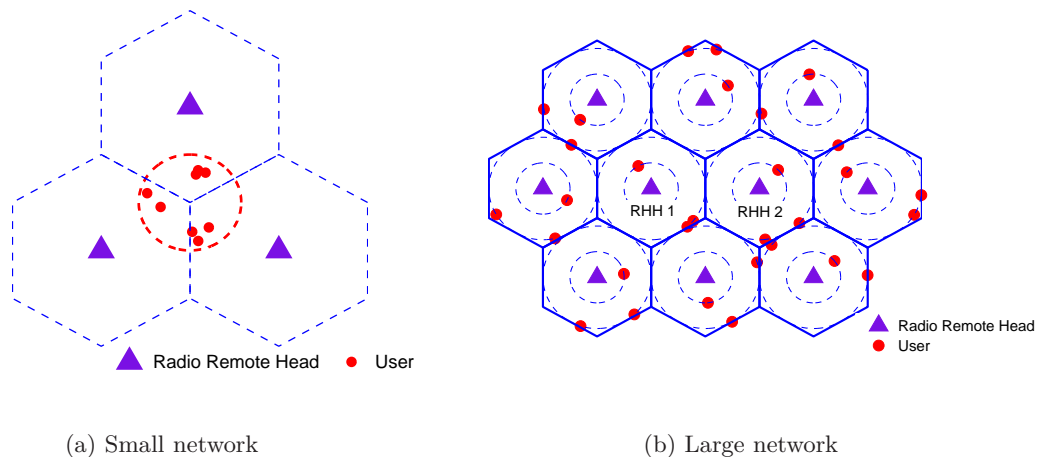 RHH 1
RHH 2
Radio Remote Head
User
Radio Remote Head
User
(a) Small network
(b) Large network